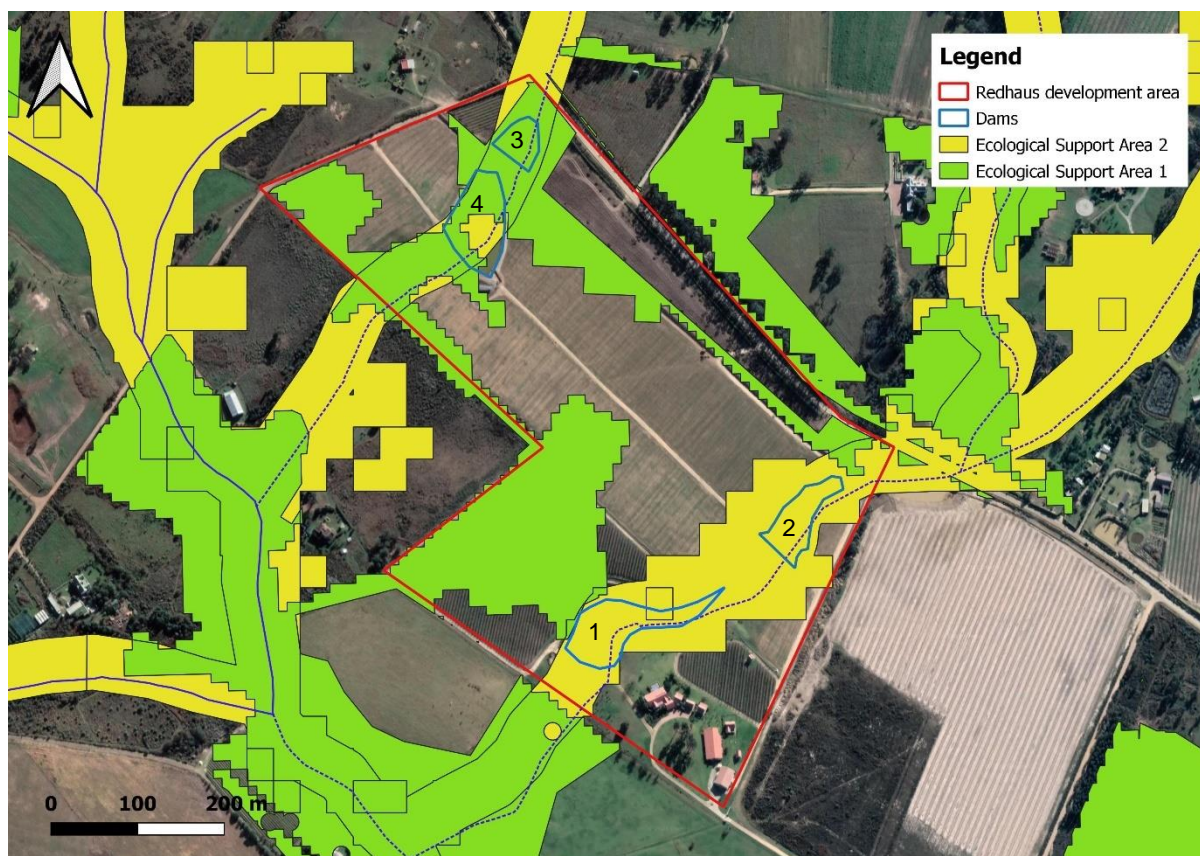 Legend
Redhaus development area
Dams
Ecological Support Area 2
Ecological Support Area 1
3
4
2
1
0 100 200 m